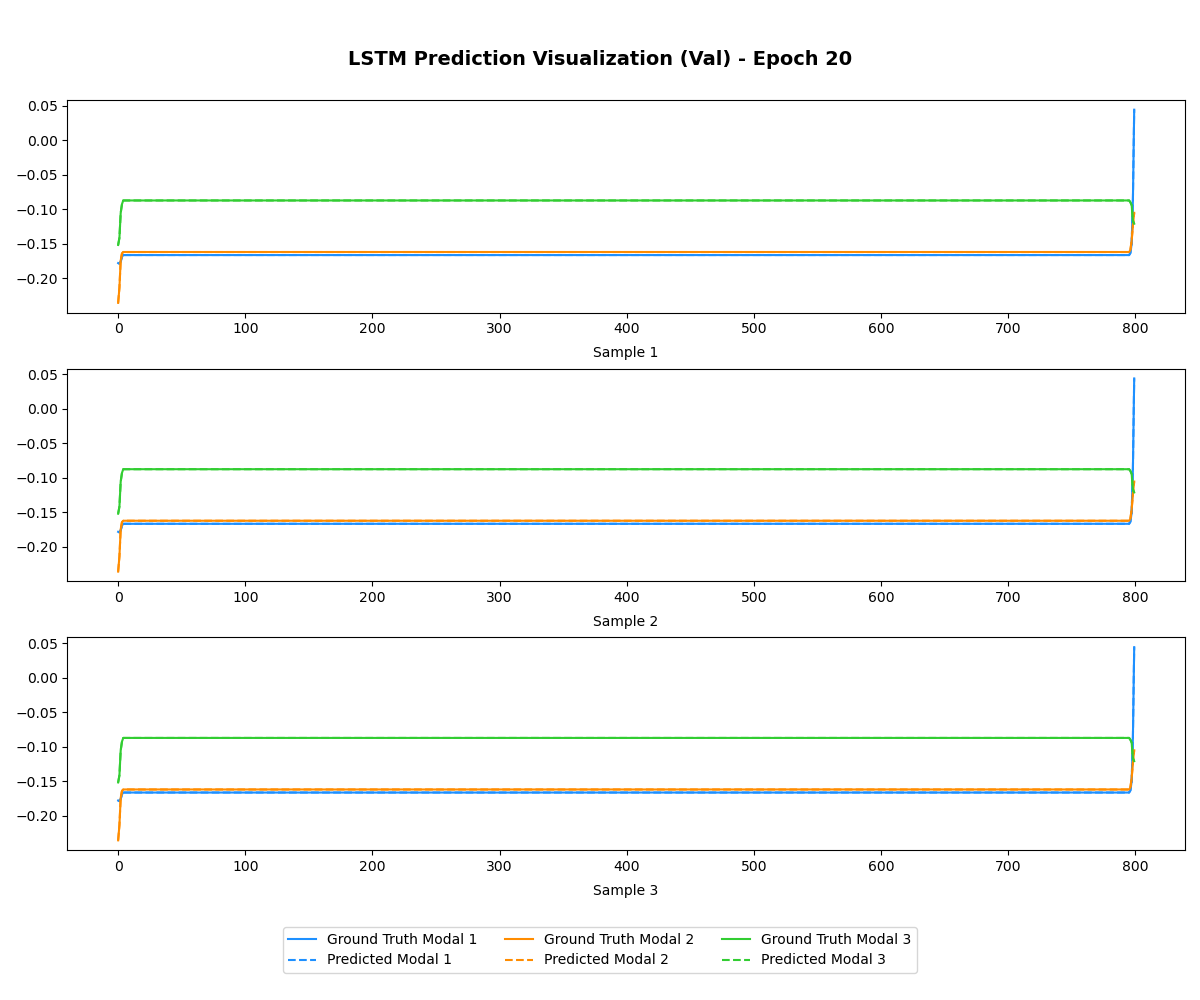 LSTM Prediction Visualization (Val) - Epoch 20
0.05
0.00
−0.05
−0.10
−0.15
−0.20
0 100 200 300 400 500 600 700 800
Sample 1
0.05
0.00
−0.05
−0.10
−0.15
−0.20
0 100 200 300 400 500 600 700 800
Sample 2
0.05
0.00
−0.05
−0.10
−0.15
−0.20
0 100 200 300 400 500 600 700 800
Sample 3
Ground Truth Modal 1 Ground Truth Modal 2 Ground Truth Modal 3
Predicted Modal 1 Predicted Modal 2 Predicted Modal 3